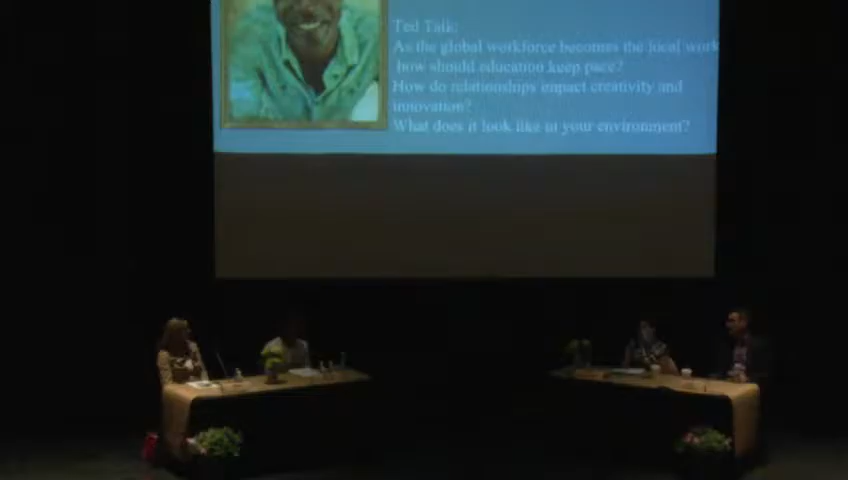 Ted Talk:
As the global workforce becomes the local work
how should education keep pace?
How do relationships impact creativity and
innovation?
What does it look like in your environment?